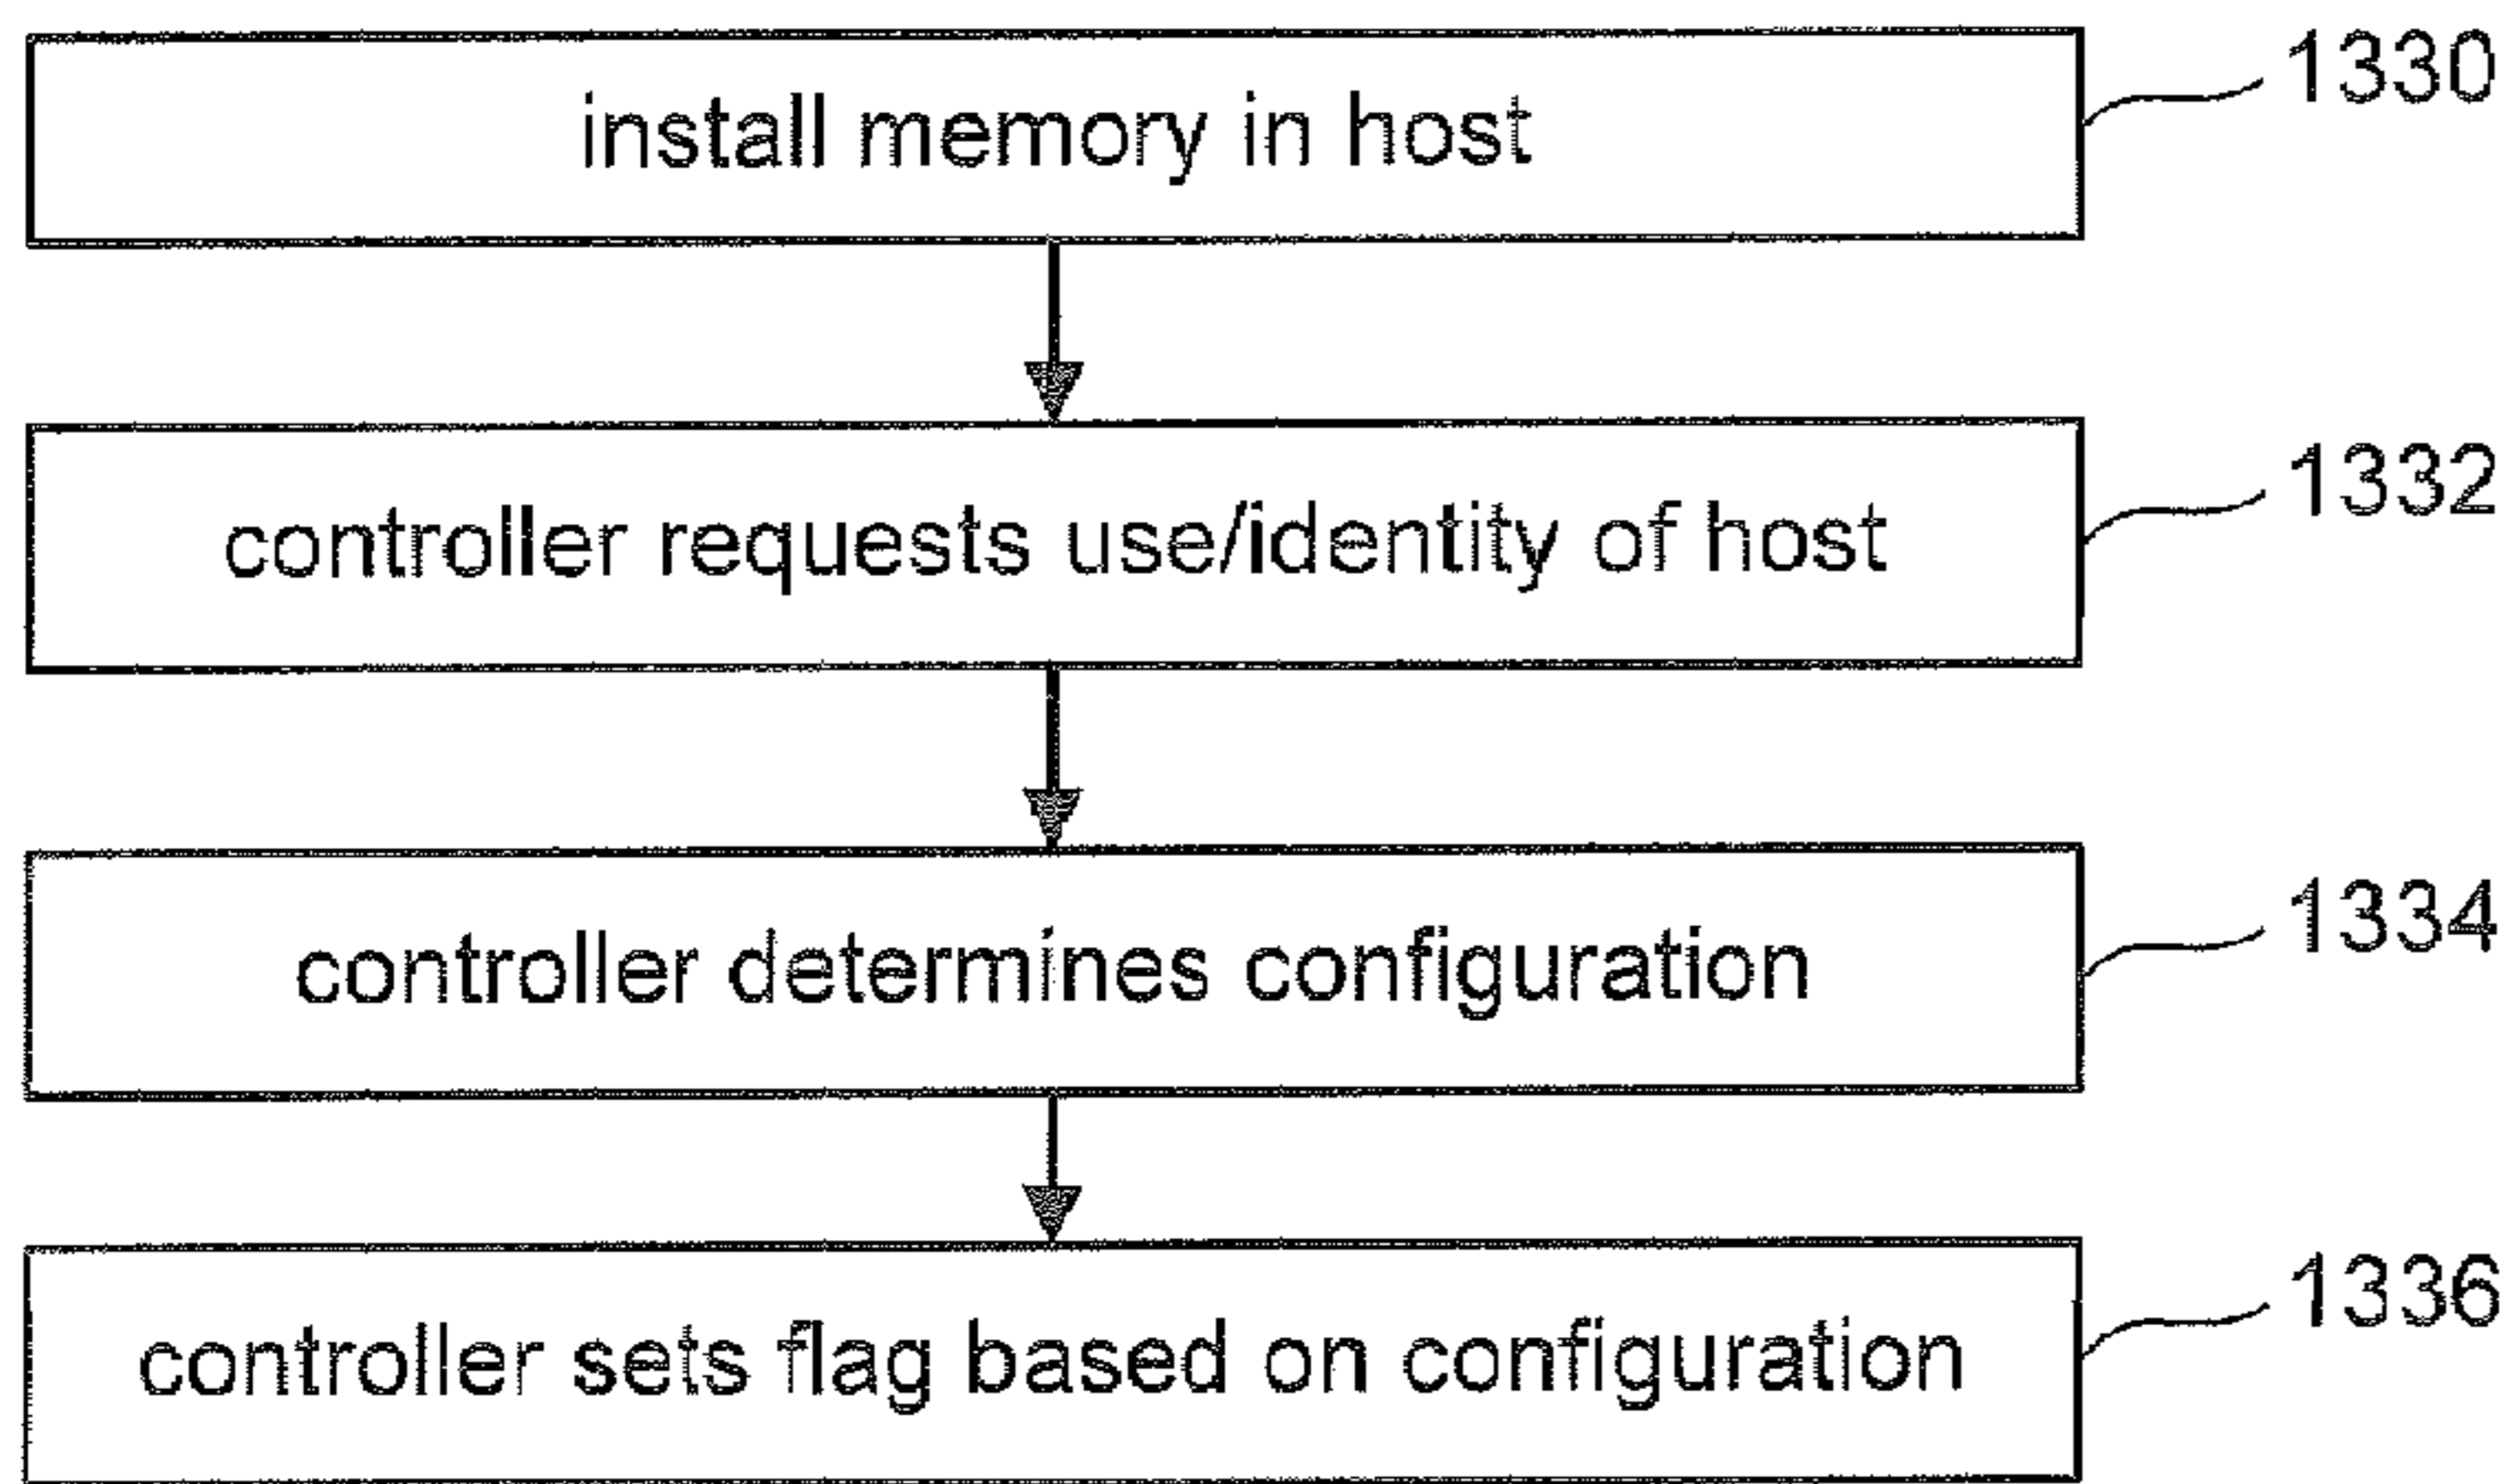 install memory in host 1330
controller requests use/identity of host 1332
controller determines configuration 1334
controller sets flag based on configuration 1336